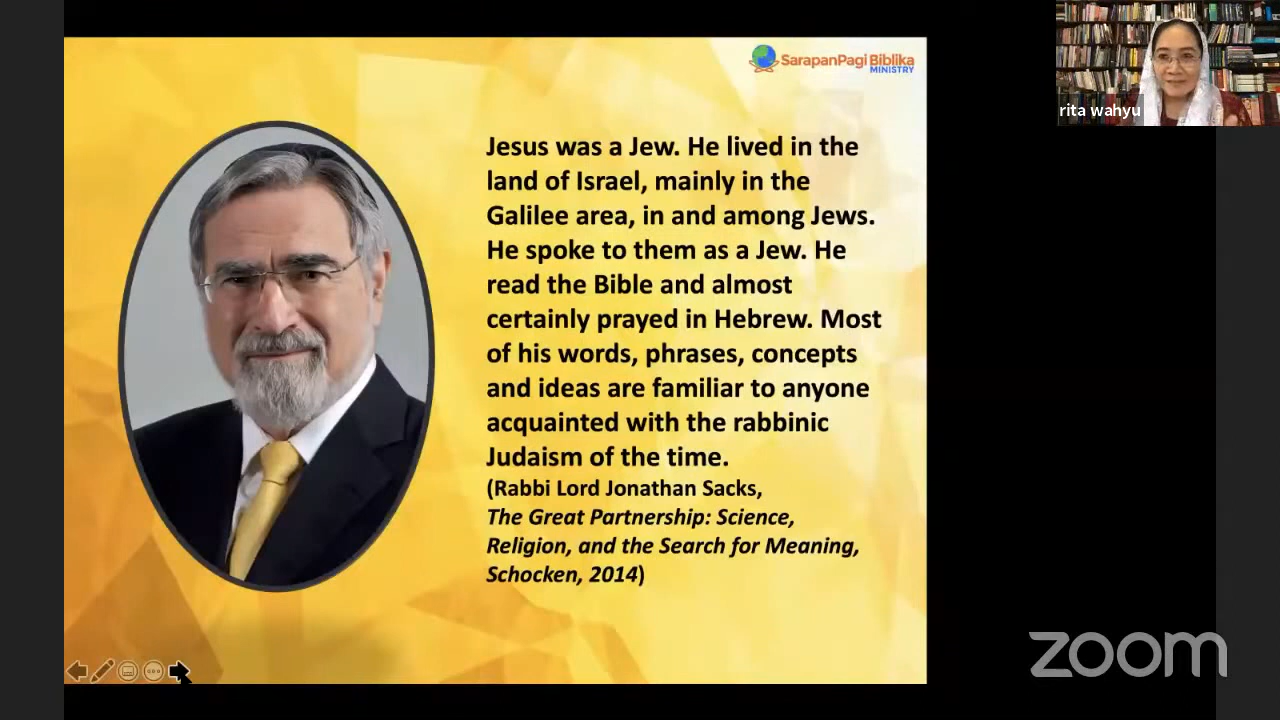 SarapanPagi Biblika
MINISTRY
rita wahyu
Jesus was a Jew. He lived in the
land of Israel, mainly in the
Galilee area, in and among Jews.
He spoke to them as a Jew. He
read the Bible and almost
certainly prayed in Hebrew. Most
of his words, phrases, concepts
and ideas are familiar to anyone
acquainted with the rabbinic
Judaism of the time.
(Rabbi Lord Jonathan Sacks,
The Great Partnership: Science,
Religion, and the Search for Meaning,
Schocken, 2014)
zoom